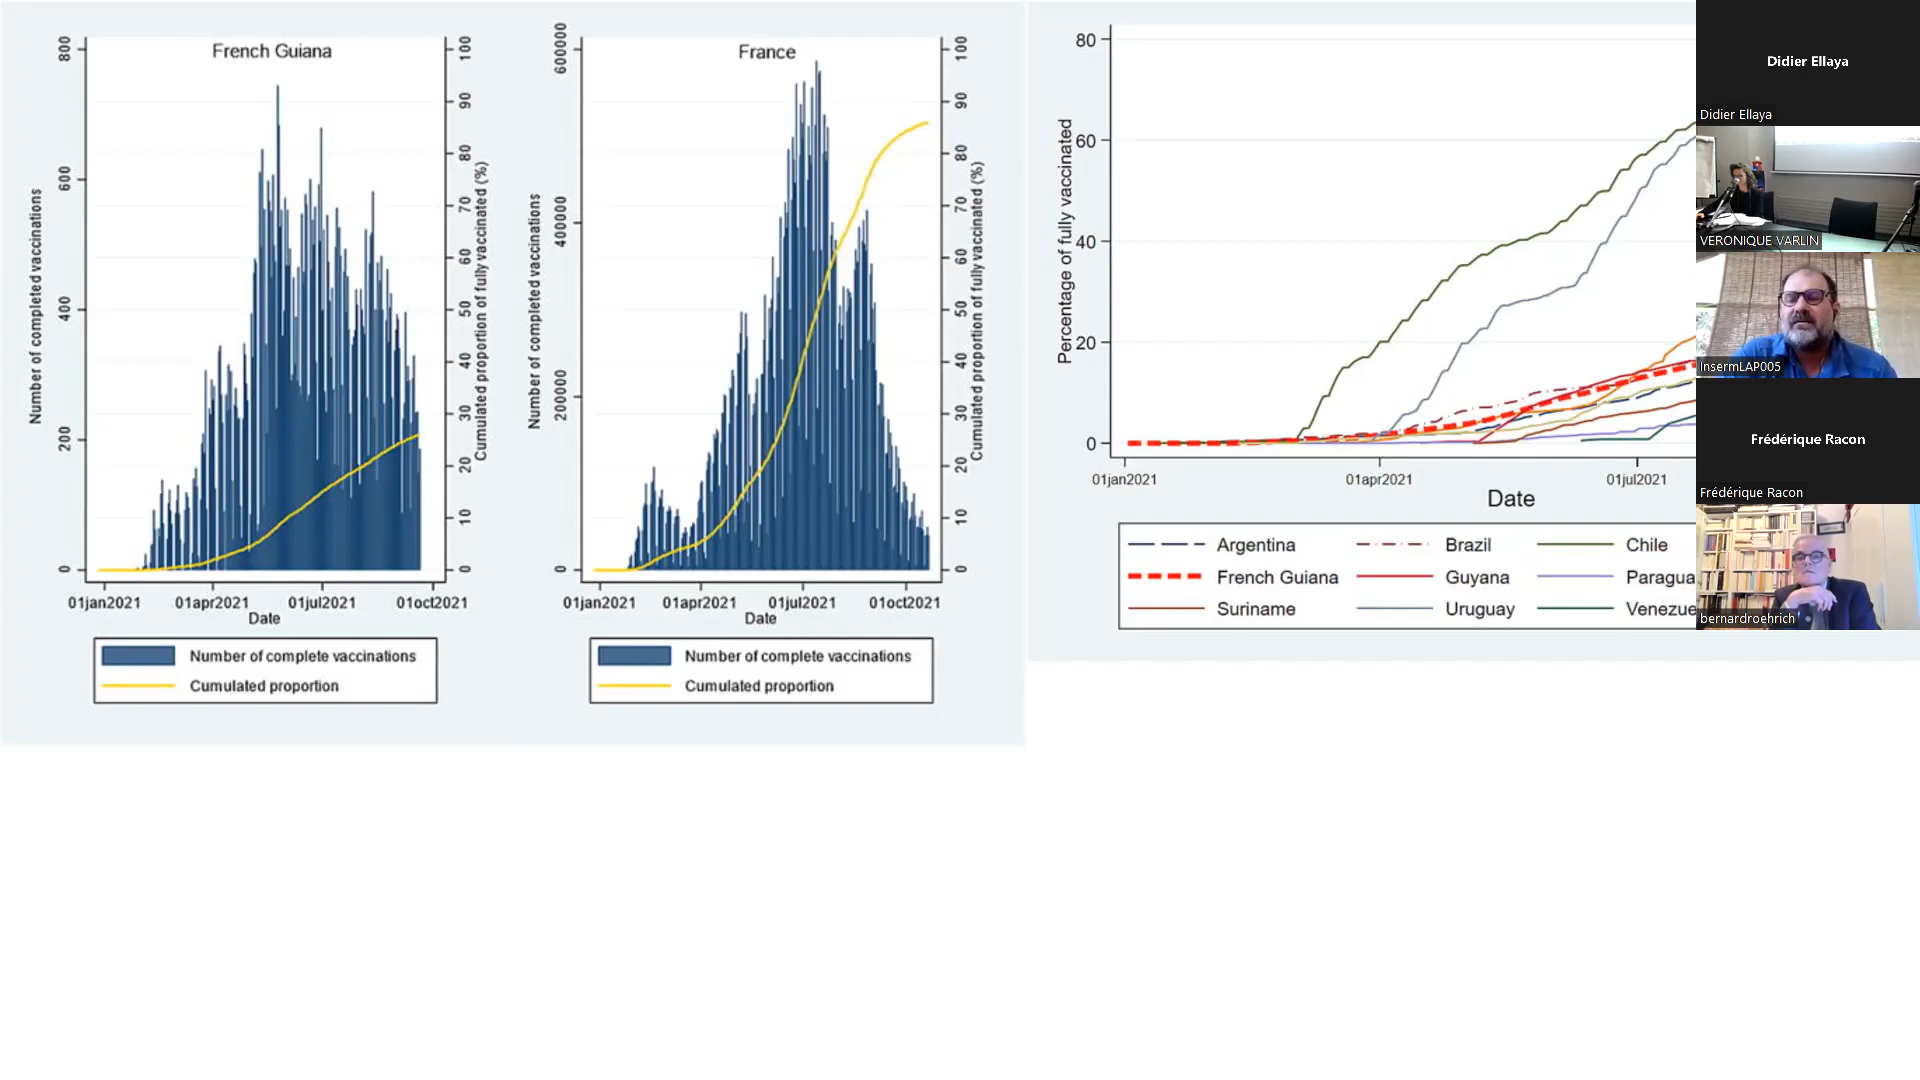 French Guiana
Number of completed vaccinations
0 200 400 600 800
Cumulated proportion of fully vaccinated (%)
0 10 20 30 40 50 60 70 80 90 100
01jan2021 01apr2021 01jul2021 01oct2021
Date
Number of complete vaccinations
Cumulated proportion
France
Number of completed vaccinations
0 200000 400000 600000
Cumulated proportion of fully vaccinated (%)
0 10 20 30 40 50 60 70 80 90 100
01jan2021 01apr2021 01jul2021 01oct2021
Date
Number of complete vaccinations
Cumulated proportion
Percentage of fully vaccinated
80
60
40
20
0
01jan2021 01apr2021 01jul2021
Date
Argentina Brazil Chile
French Guiana Guyana Paragua
Suriname Uruguay Venezue
Didier Ellaya
Didier Ellaya
VERONIQUE VARLIN
InsermLAP005
Frédérique Racon
Frédérique Racon
bernardroehrich